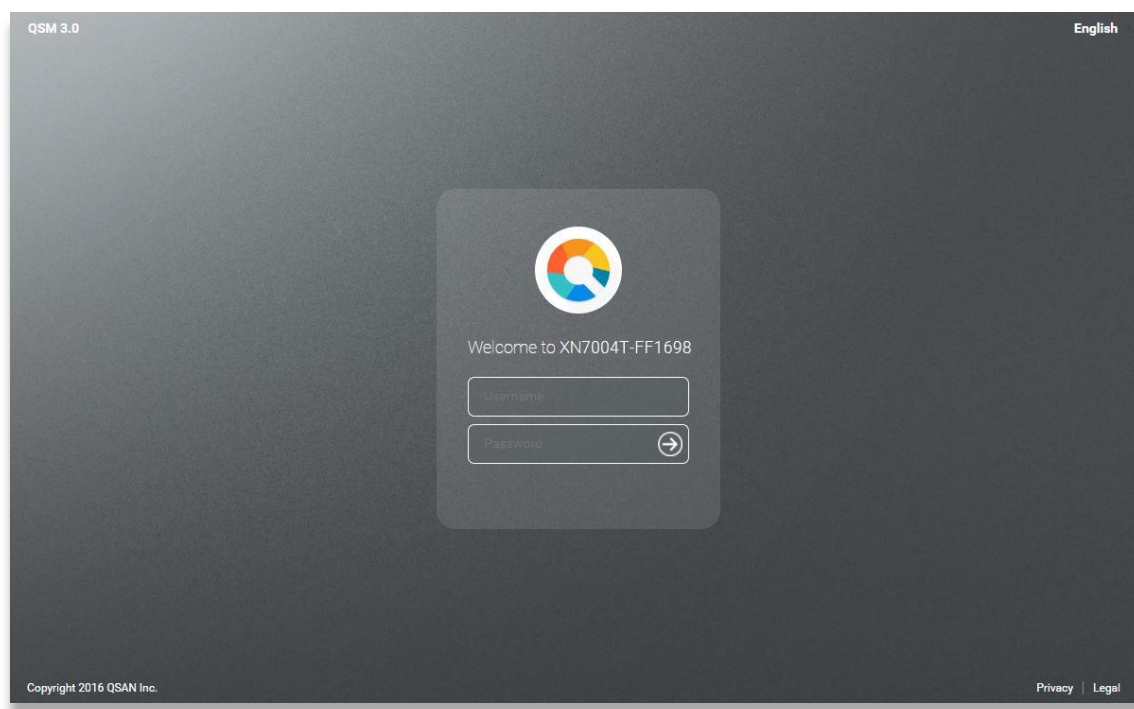 QSM 3.0
English
Welcome to XN7004T-FF1698
Username
Password
Copyright 2016 QSAN Inc.
Privacy | Legal